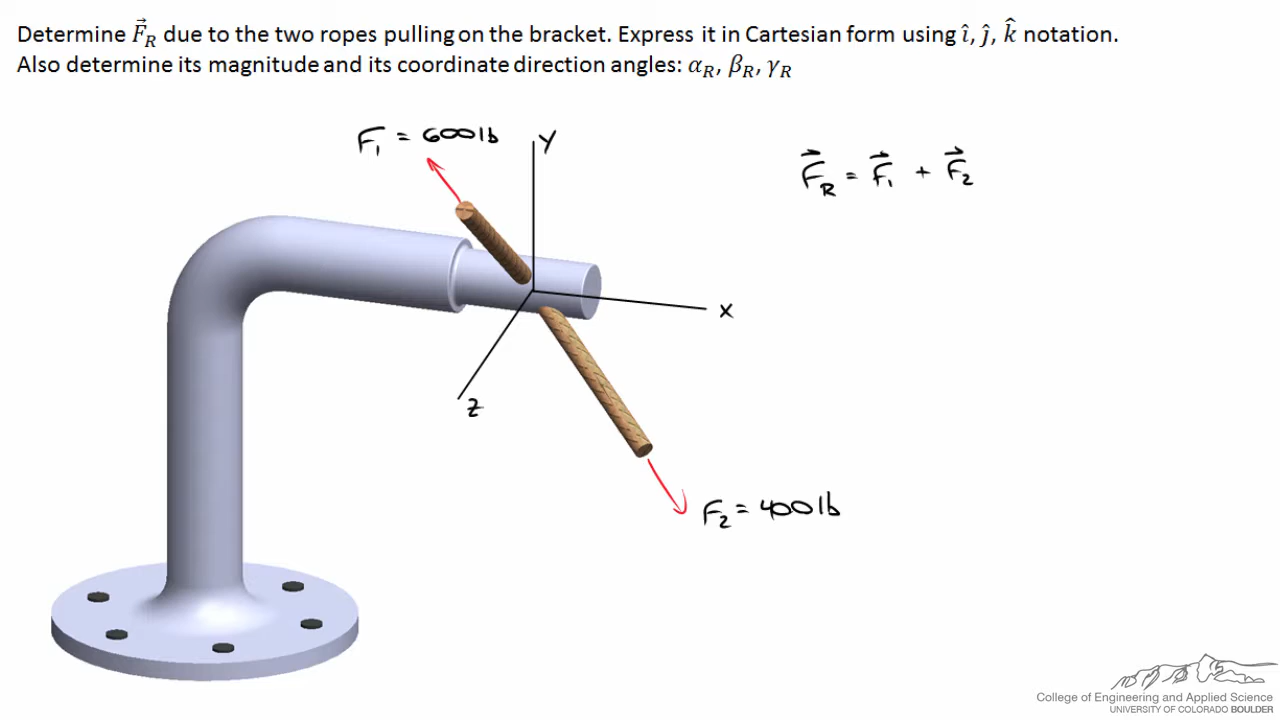 Determine F⃗_R due to the two ropes pulling on the bracket. Express it in Cartesian form using î, ĵ, k̂ notation.
Also determine its magnitude and its coordinate direction angles: α_R, β_R, γ_R
F₁ = 600 lb
Y
F⃗_R = F⃗₁ + F⃗₂
X
Z
F₂ = 400 lb
College of Engineering and Applied Science
UNIVERSITY OF COLORADO BOULDER